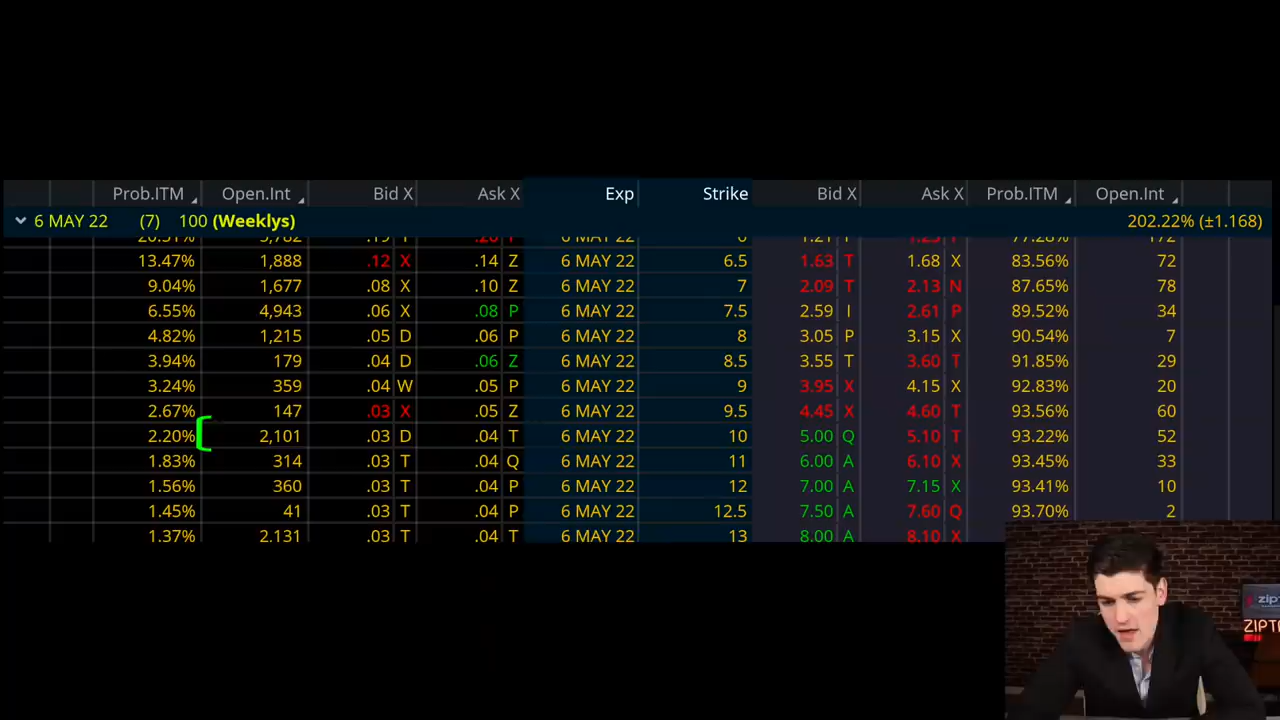 Prob.ITM Open.Int Bid X Ask X Exp Strike Bid X Ask X Prob.ITM Open.Int
6 MAY 22 (7) 100 (Weeklys) 202.22% (±1.168)
13.47% 1,888 .12 X .14 Z 6 MAY 22 6.5 1.63 T 1.68 X 83.56% 72
9.04% 1,677 .08 X .10 Z 6 MAY 22 7 2.09 T 2.13 N 87.65% 78
6.55% 4,943 .06 X .08 P 6 MAY 22 7.5 2.59 I 2.61 P 89.52% 34
4.82% 1,215 .05 D .06 P 6 MAY 22 8 3.05 P 3.15 X 90.54% 7
3.94% 179 .04 D .06 Z 6 MAY 22 8.5 3.55 T 3.60 T 91.85% 29
3.24% 359 .04 W .05 P 6 MAY 22 9 3.95 X 4.15 X 92.83% 20
2.67% 147 .03 X .05 Z 6 MAY 22 9.5 4.45 X 4.60 T 93.56% 60
2.20% 2,101 .03 D .04 T 6 MAY 22 10 5.00 Q 5.10 T 93.22% 52
1.83% 314 .03 T .04 Q 6 MAY 22 11 6.00 A 6.10 X 93.45% 33
1.56% 360 .03 T .04 P 6 MAY 22 12 7.00 A 7.15 X 93.41% 10
1.45% 41 .03 T .04 P 6 MAY 22 12.5 7.50 A 7.60 Q 93.70% 2
1.37% 2,131 .03 T .04 T 6 MAY 22 13 8.00 A 8.10 X